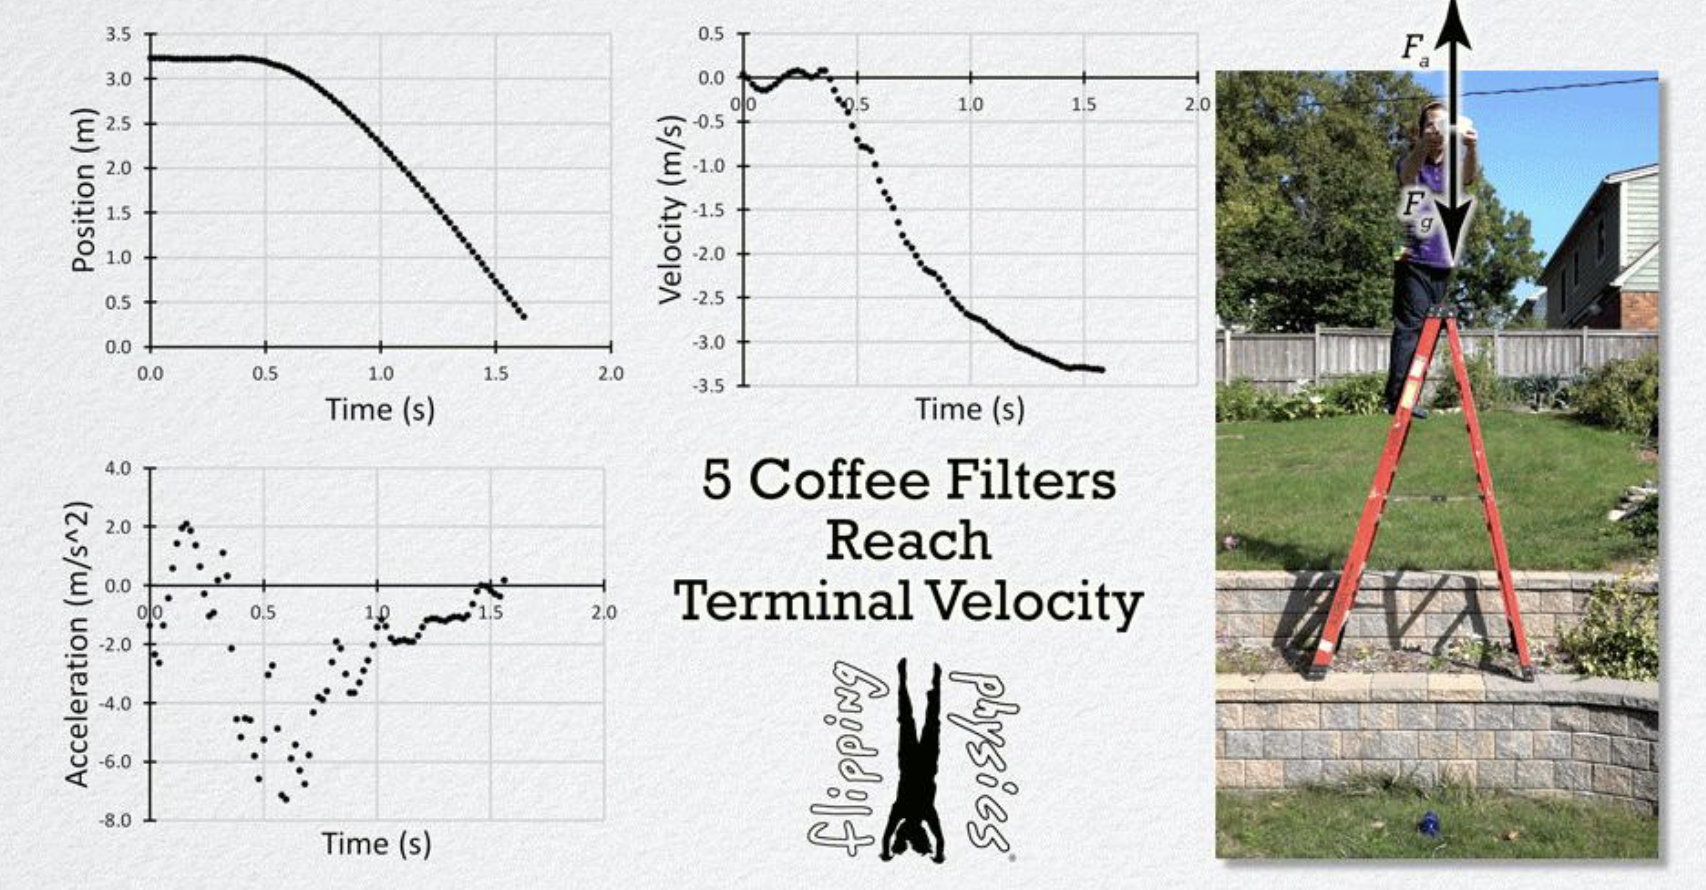 3.5
3.0
2.5
2.0
1.5
1.0
0.5
0.0
Position (m)
0.0 0.5 1.0 1.5 2.0
Time (s)
0.5
0.0
-0.5
-1.0
-1.5
-2.0
-2.5
-3.0
-3.5
Velocity (m/s)
0.0 0.5 1.0 1.5 2.0
Time (s)
4.0
2.0
0.0
-2.0
-4.0
-6.0
-8.0
Acceleration (m/s^2)
0.0 0.5 1.0 1.5 2.0
Time (s)
5 Coffee Filters
Reach
Terminal Velocity
flipping
physics
®
Fa
Fg